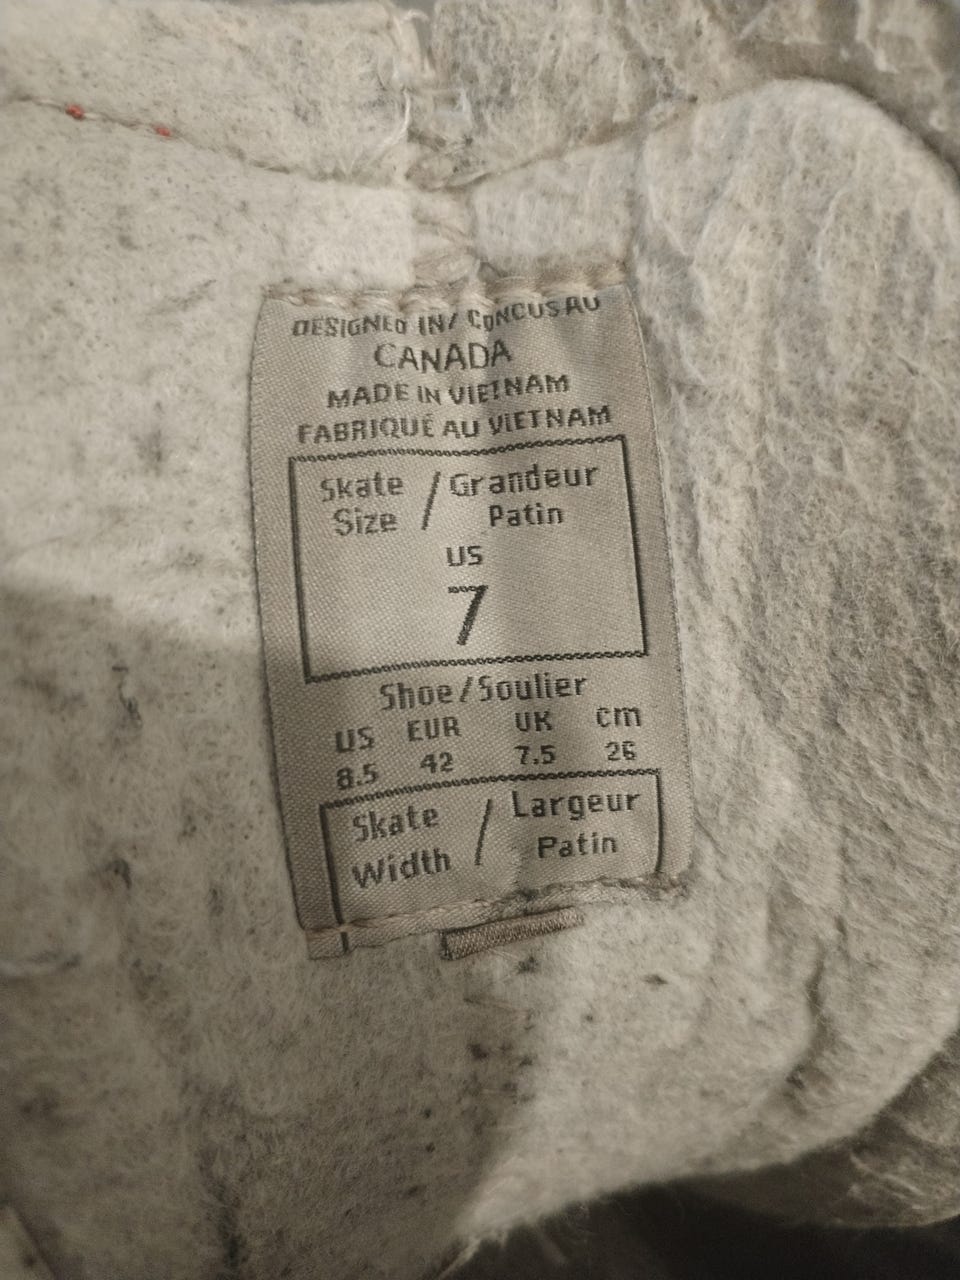 DESIGNED IN/ CONCUS AU
CANADA
MADE IN VIETNAM
FABRIQUÉ AU VIETNAM
Skate / Grandeur
Size Patin
US
7
Shoe/Soulier
US EUR UK cm
8.5 42 7.5 26
Skate / Largeur
Width Patin